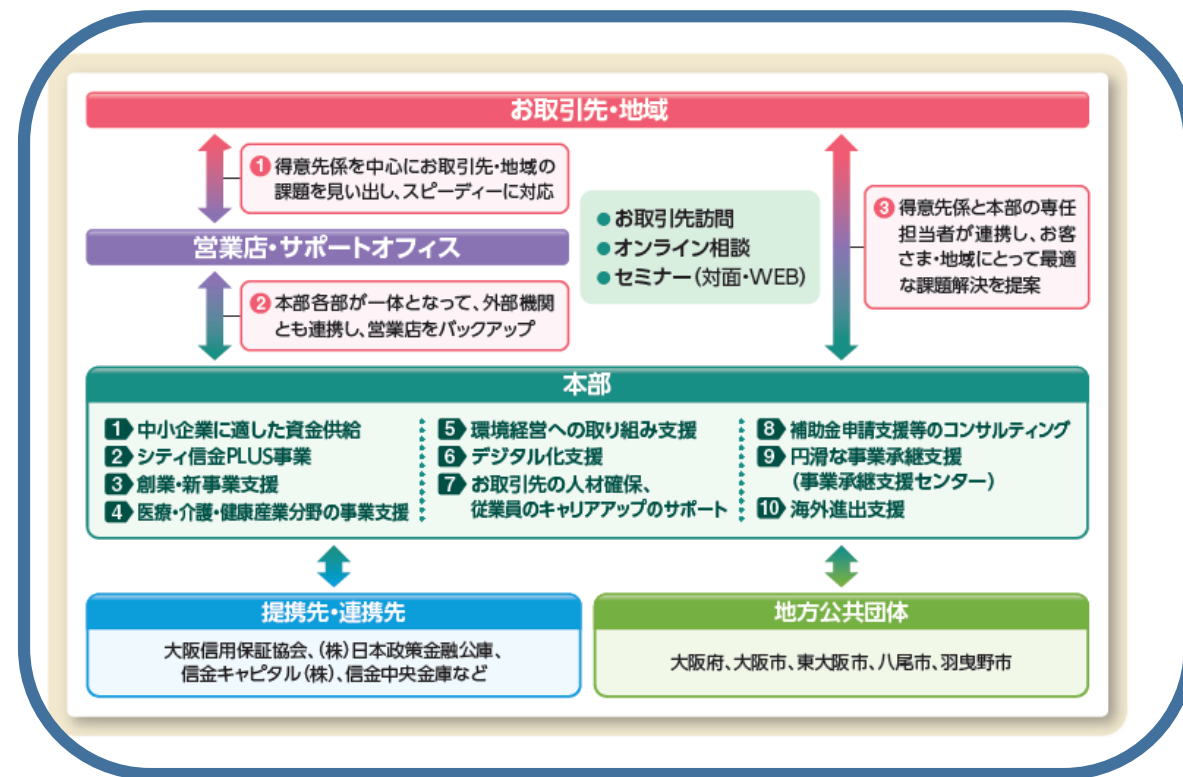 お取引先・地域
❶得意先係を中心にお取引先・地域の
課題を見い出し、スピーディーに対応
営業店・サポートオフィス
❷本部各部が一体となって、外部機関
とも連携し、営業店をバックアップ
●お取引先訪問
●オンライン相談
●セミナー(対面・WEB)
❸得意先係と本部の専任
担当者が連携し、お客
さま・地域にとって最適
な課題解決を提案
本部
1 中小企業に適した資金供給
2 シティ信金PLUS事業
3 創業・新事業支援
4 医療・介護・健康産業分野の事業支援
5 環境経営への取り組み支援
6 デジタル化支援
7 お取引先の人材確保、
従業員のキャリアアップのサポート
8 補助金申請支援等のコンサルティング
9 円滑な事業承継支援
(事業承継支援センター)
10 海外進出支援
提携先・連携先
大阪信用保証協会、(株)日本政策金融公庫、
信金キャピタル(株)、信金中央金庫など
地方公共団体
大阪府、大阪市、東大阪市、八尾市、羽曳野市